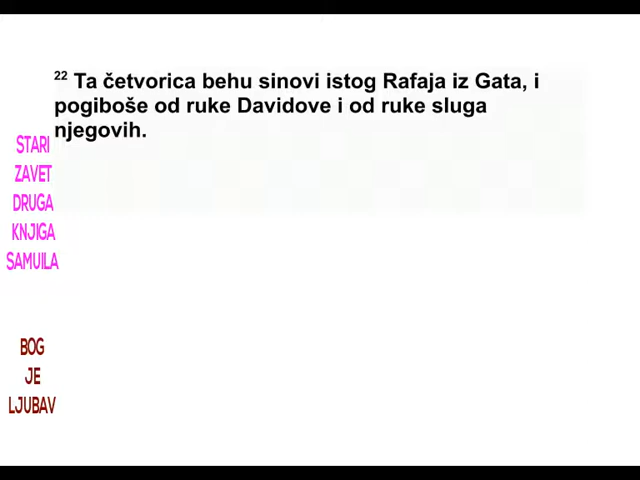 22 Ta četvorica behu sinovi istog Rafaja iz Gata, i
pogiboše od ruke Davidove i od ruke sluga
njegovih.
STARI
ZAVET
DRUGA
KNJIGA
SAMUILA
BOG
JE
LJUBAV